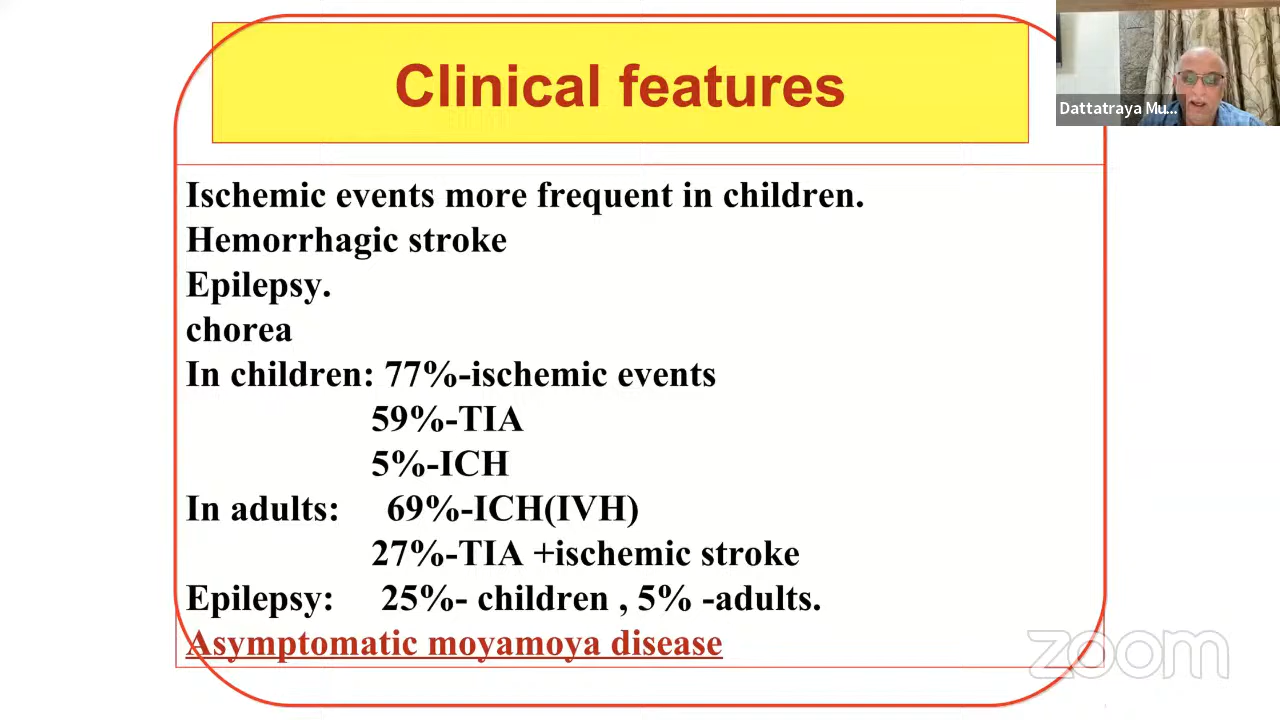 Clinical features
Dattatraya Mu...
Ischemic events more frequent in children.
Hemorrhagic stroke
Epilepsy.
chorea
In children: 77%-ischemic events
59%-TIA
5%-ICH
In adults: 69%-ICH(IVH)
27%-TIA +ischemic stroke
Epilepsy: 25%- children , 5% -adults.
Asymptomatic moyamoya disease
zoom